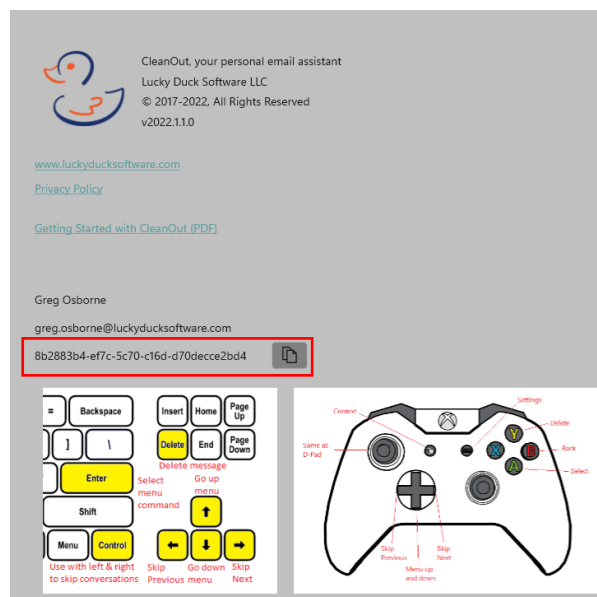 CleanOut, your personal email assistant
Lucky Duck Software LLC
© 2017-2022, All Rights Reserved
v2022.1.1.0
www.luckyducksoftware.com
Privacy Policy
Getting Started with CleanOut (PDF)
Greg Osborne
greg.osborne@luckyducksoftware.com
8b2883b4-ef7c-5c70-c16d-d70decce2bd4
= Backspace Insert Home Page Up
] \ Delete End Page Down
Delete message
Enter Select menu command Go up menu
Shift ↑
Menu Control ← ↓ →
Use with left & right to skip conversations
Skip Previous
Go down menu
Skip Next
Settings
Context
Delete
Same as D-Pad
Y
X
B
Back
A
Select
Skip Previous
Skip Next
Menu up and down